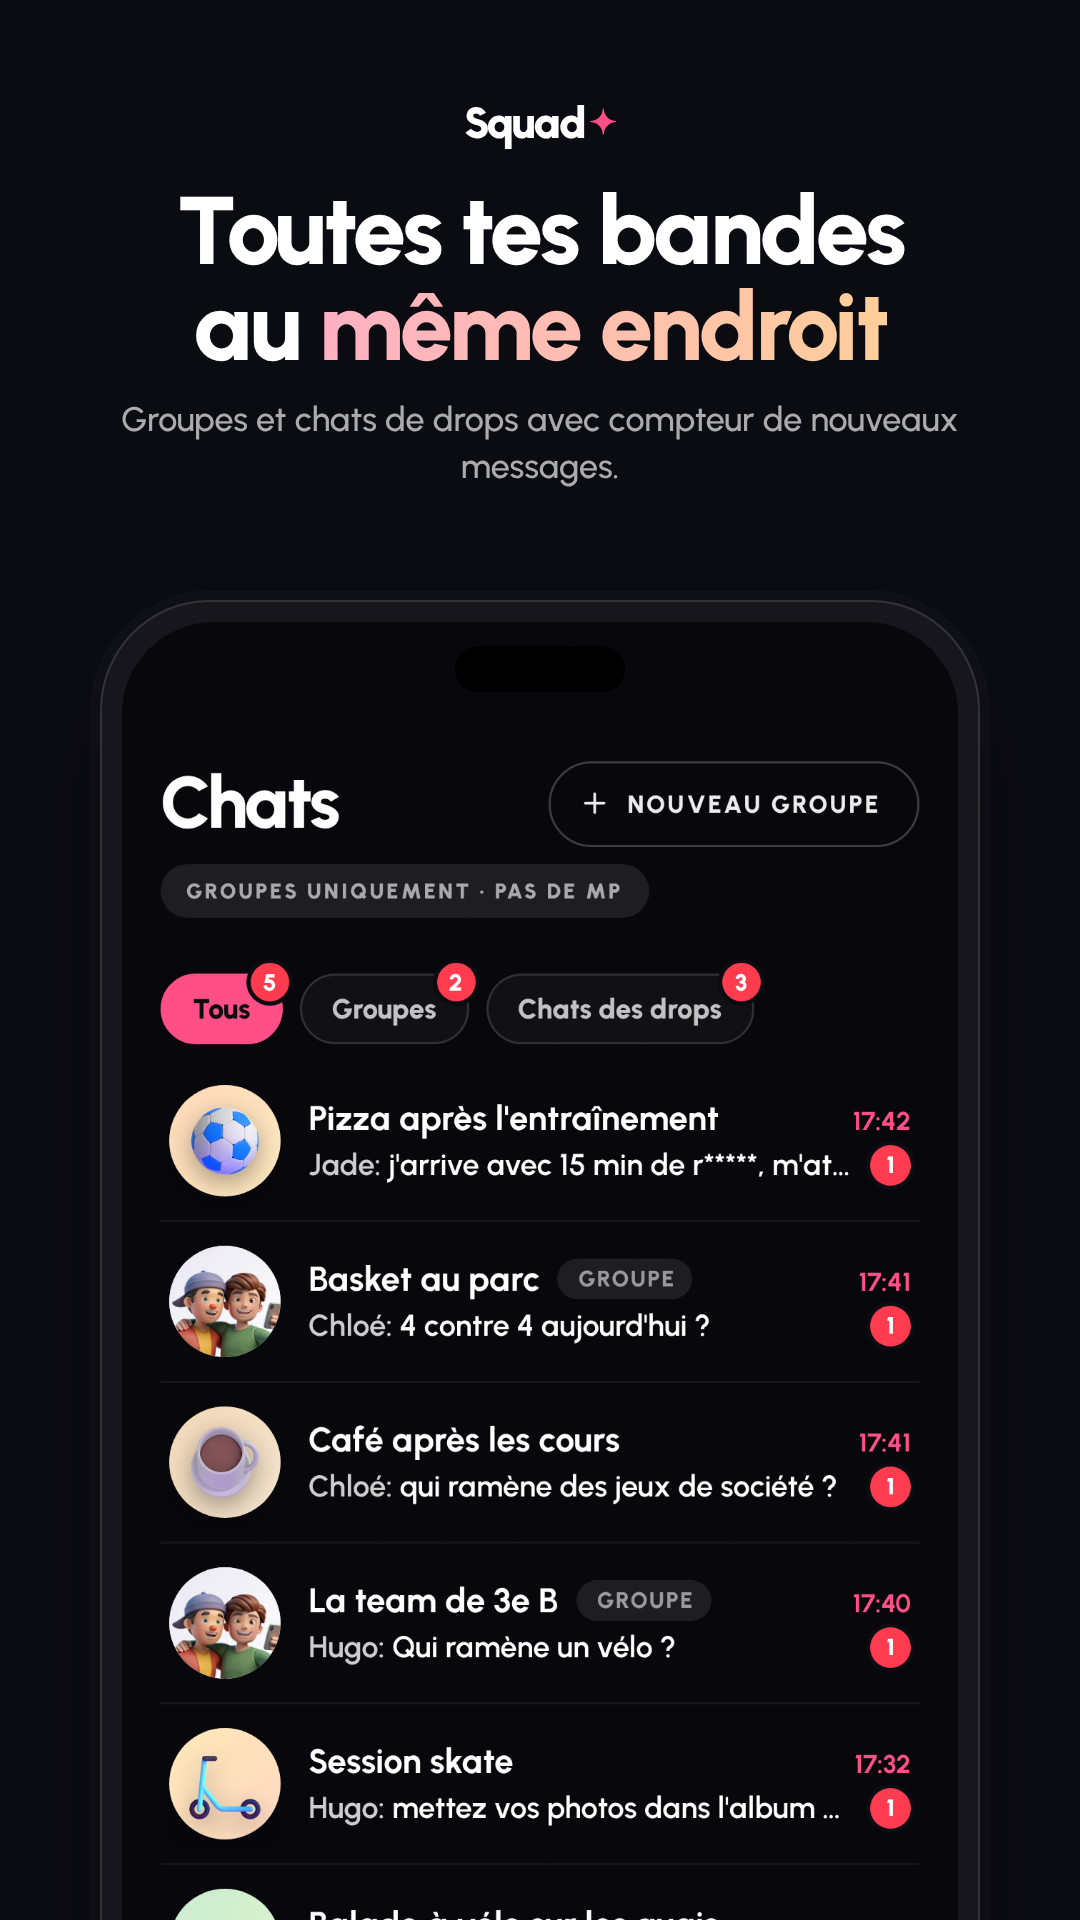 Squad
Toutes tes bandes
au même endroit
Groupes et chats de drops avec compteur de nouveaux
messages.
Chats
+ NOUVEAU GROUPE
GROUPES UNIQUEMENT · PAS DE MP
Tous 5
Groupes 2
Chats des drops 3
Pizza après l'entraînement 17:42
Jade: j'arrive avec 15 min de r*****, m'at... 1
Basket au parc GROUPE 17:41
Chloé: 4 contre 4 aujourd'hui ? 1
Café après les cours 17:41
Chloé: qui ramène des jeux de société ? 1
La team de 3e B GROUPE 17:40
Hugo: Qui ramène un vélo ? 1
Session skate 17:32
Hugo: mettez vos photos dans l'album ... 1
Balade à vélo sur les quais